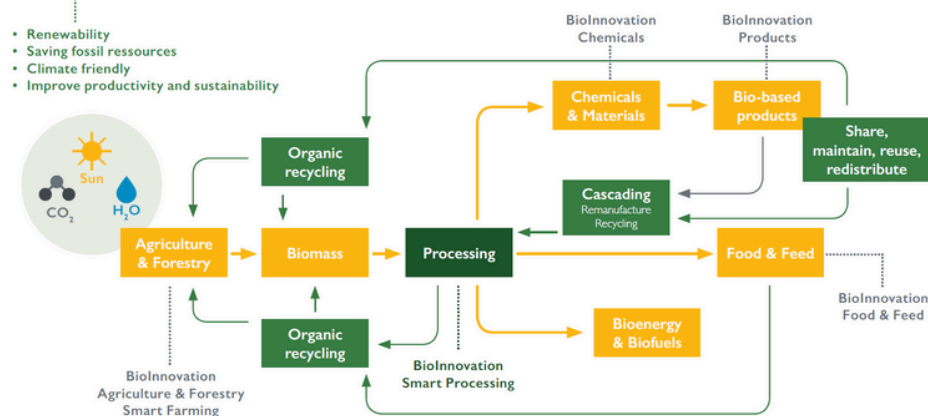 • Renewability
• Saving fossil ressources
• Climate friendly
• Improve productivity and sustainability
BioInnovation
Chemicals
BioInnovation
Products
Chemicals
& Materials
Bio-based
products
Share,
maintain, reuse,
redistribute
Organic
recycling
Sun
CO₂
H₂O
Cascading
Remanufacture
Recycling
Agriculture
& Forestry
Biomass
Processing
Food & Feed
BioInnovation
Food & Feed
Organic
recycling
Bioenergy
& Biofuels
BioInnovation
Agriculture & Forestry
Smart Farming
BioInnovation
Smart Processing